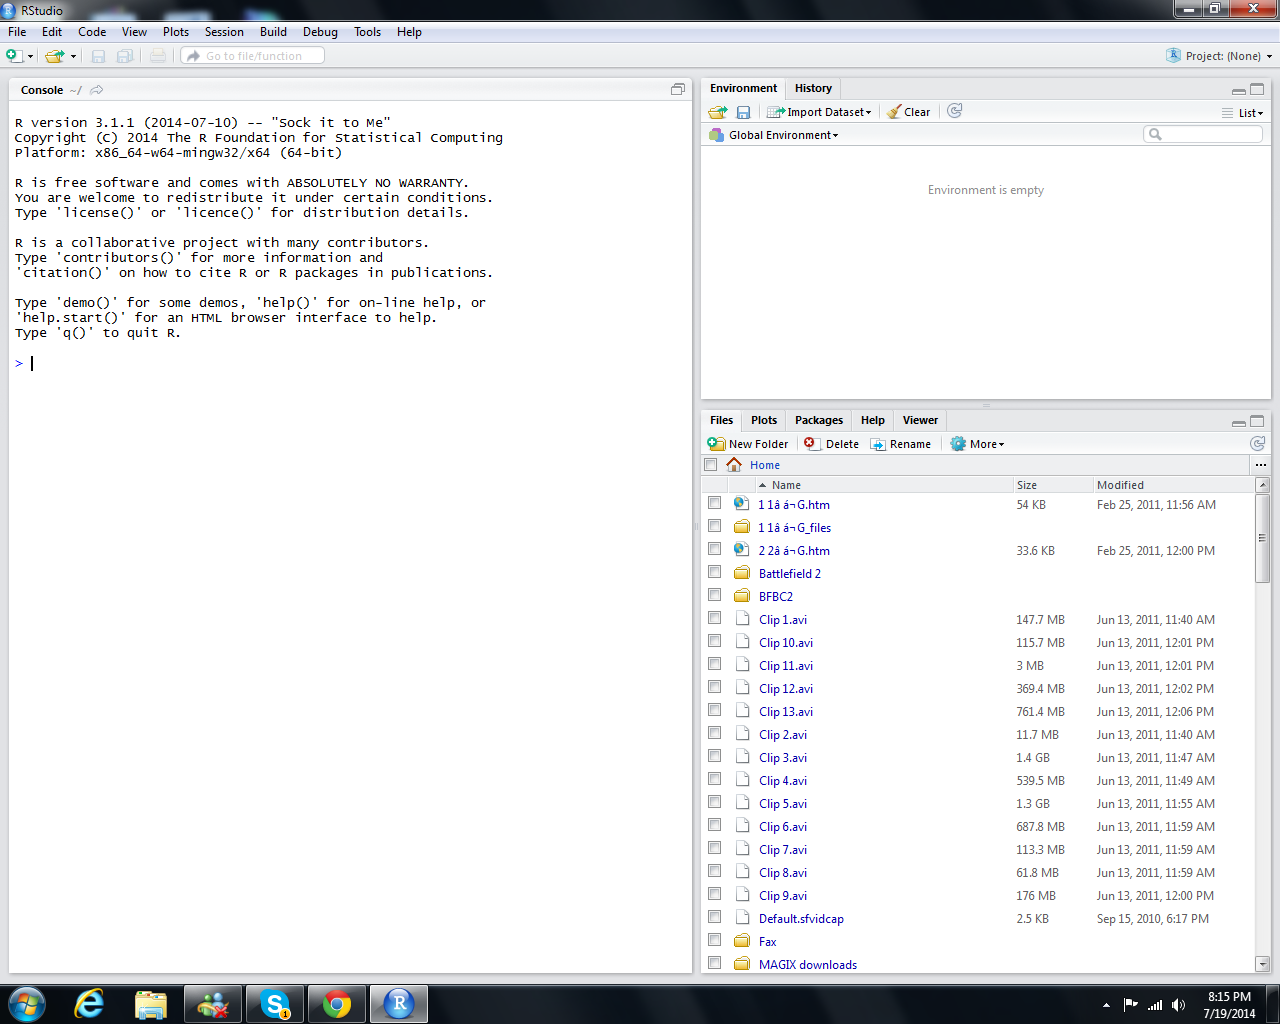 RStudio
File Edit Code View Plots Session Build Debug Tools Help
Go to file/function
Project: (None)
Console ~/
R version 3.1.1 (2014-07-10) -- "Sock it to Me"
Copyright (C) 2014 The R Foundation for Statistical Computing
Platform: x86_64-w64-mingw32/x64 (64-bit)
R is free software and comes with ABSOLUTELY NO WARRANTY.
You are welcome to redistribute it under certain conditions.
Type 'license()' or 'licence()' for distribution details.
R is a collaborative project with many contributors.
Type 'contributors()' for more information and
'citation()' on how to cite R or R packages in publications.
Type 'demo()' for some demos, 'help()' for on-line help, or
'help.start()' for an HTML browser interface to help.
Type 'q()' to quit R.
>
Environment History
Import Dataset Clear List
Global Environment
Environment is empty
Files Plots Packages Help Viewer
New Folder Delete Rename More
Home ...
Name Size Modified
1 1â á¬G.htm 54 KB Feb 25, 2011, 11:56 AM
1 1â á¬G_files
2 2â á¬G.htm 33.6 KB Feb 25, 2011, 12:00 PM
Battlefield 2
BFBC2
Clip 1.avi 147.7 MB Jun 13, 2011, 11:40 AM
Clip 10.avi 115.7 MB Jun 13, 2011, 12:01 PM
Clip 11.avi 3 MB Jun 13, 2011, 12:01 PM
Clip 12.avi 369.4 MB Jun 13, 2011, 12:02 PM
Clip 13.avi 761.4 MB Jun 13, 2011, 12:06 PM
Clip 2.avi 11.7 MB Jun 13, 2011, 11:40 AM
Clip 3.avi 1.4 GB Jun 13, 2011, 11:47 AM
Clip 4.avi 539.5 MB Jun 13, 2011, 11:49 AM
Clip 5.avi 1.3 GB Jun 13, 2011, 11:55 AM
Clip 6.avi 687.8 MB Jun 13, 2011, 11:59 AM
Clip 7.avi 113.3 MB Jun 13, 2011, 11:59 AM
Clip 8.avi 61.8 MB Jun 13, 2011, 11:59 AM
Clip 9.avi 176 MB Jun 13, 2011, 12:00 PM
Default.sfvidcap 2.5 KB Sep 15, 2010, 6:17 PM
Fax
MAGIX downloads
8:15 PM
7/19/2014